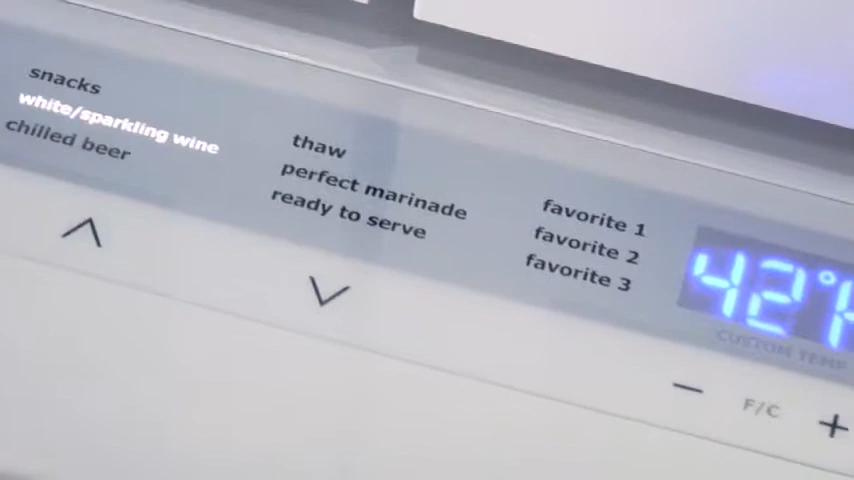 snacks
white/sparkling wine
chilled beer
thaw
perfect marinade
ready to serve
favorite 1
favorite 2
favorite 3
42°F
CUSTOM TEMP
F/C